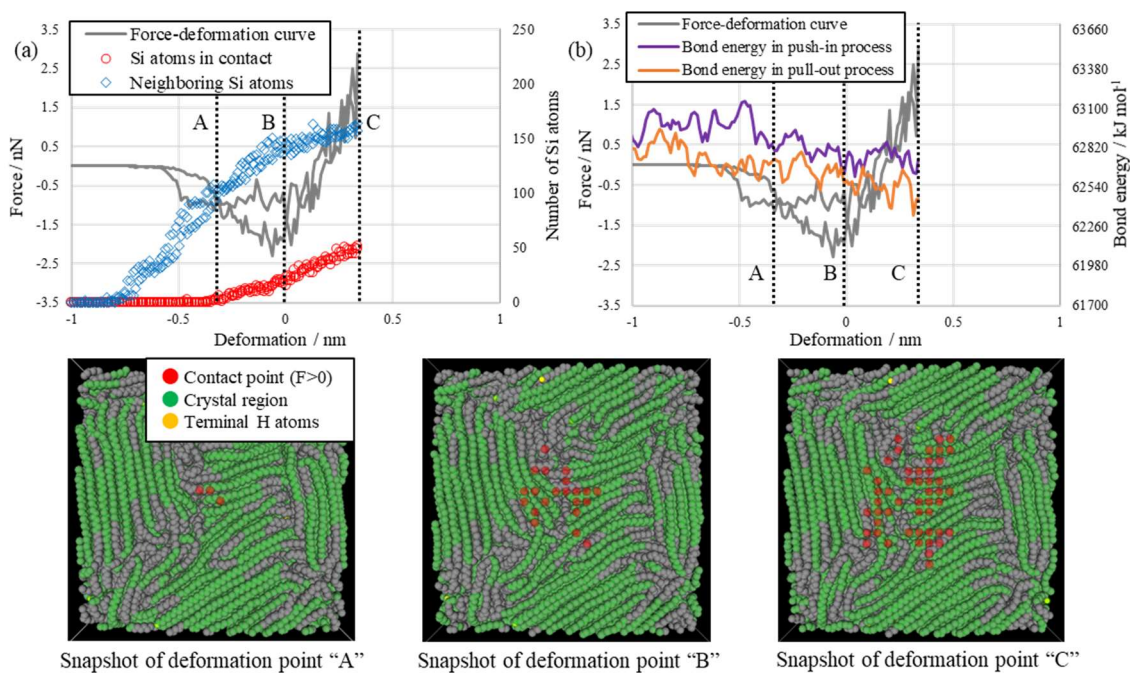 (a)
Force-deformation curve
Si atoms in contact
Neighboring Si atoms
3.5
2.5
1.5
0.5
-0.5
-1.5
-2.5
-3.5
Force / nN
250
200
150
100
50
0
Number of Si atoms
A
B
C
-1
-0.5
0
0.5
1
Deformation / nm
(b)
Force-deformation curve
Bond energy in push-in process
Bond energy in pull-out process
3.5
2.5
1.5
0.5
-0.5
-1.5
-2.5
-3.5
Force / nN
63660
63380
63100
62820
62540
62260
61980
61700
Bond energy / kJ mol-1
A
B
C
-1
-0.5
0
0.5
1
Deformation / nm
Contact point (F>0)
Crystal region
Terminal H atoms
Snapshot of deformation point “A”
Snapshot of deformation point “B”
Snapshot of deformation point “C”